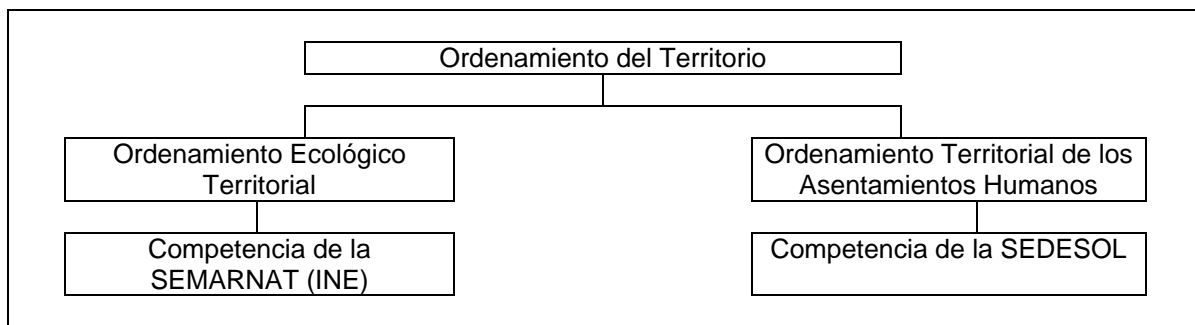 Ordenamiento del Territorio
Ordenamiento Ecológico
Territorial
Ordenamiento Territorial de los
Asentamientos Humanos
Competencia de la
SEMARNAT (INE)
Competencia de la SEDESOL